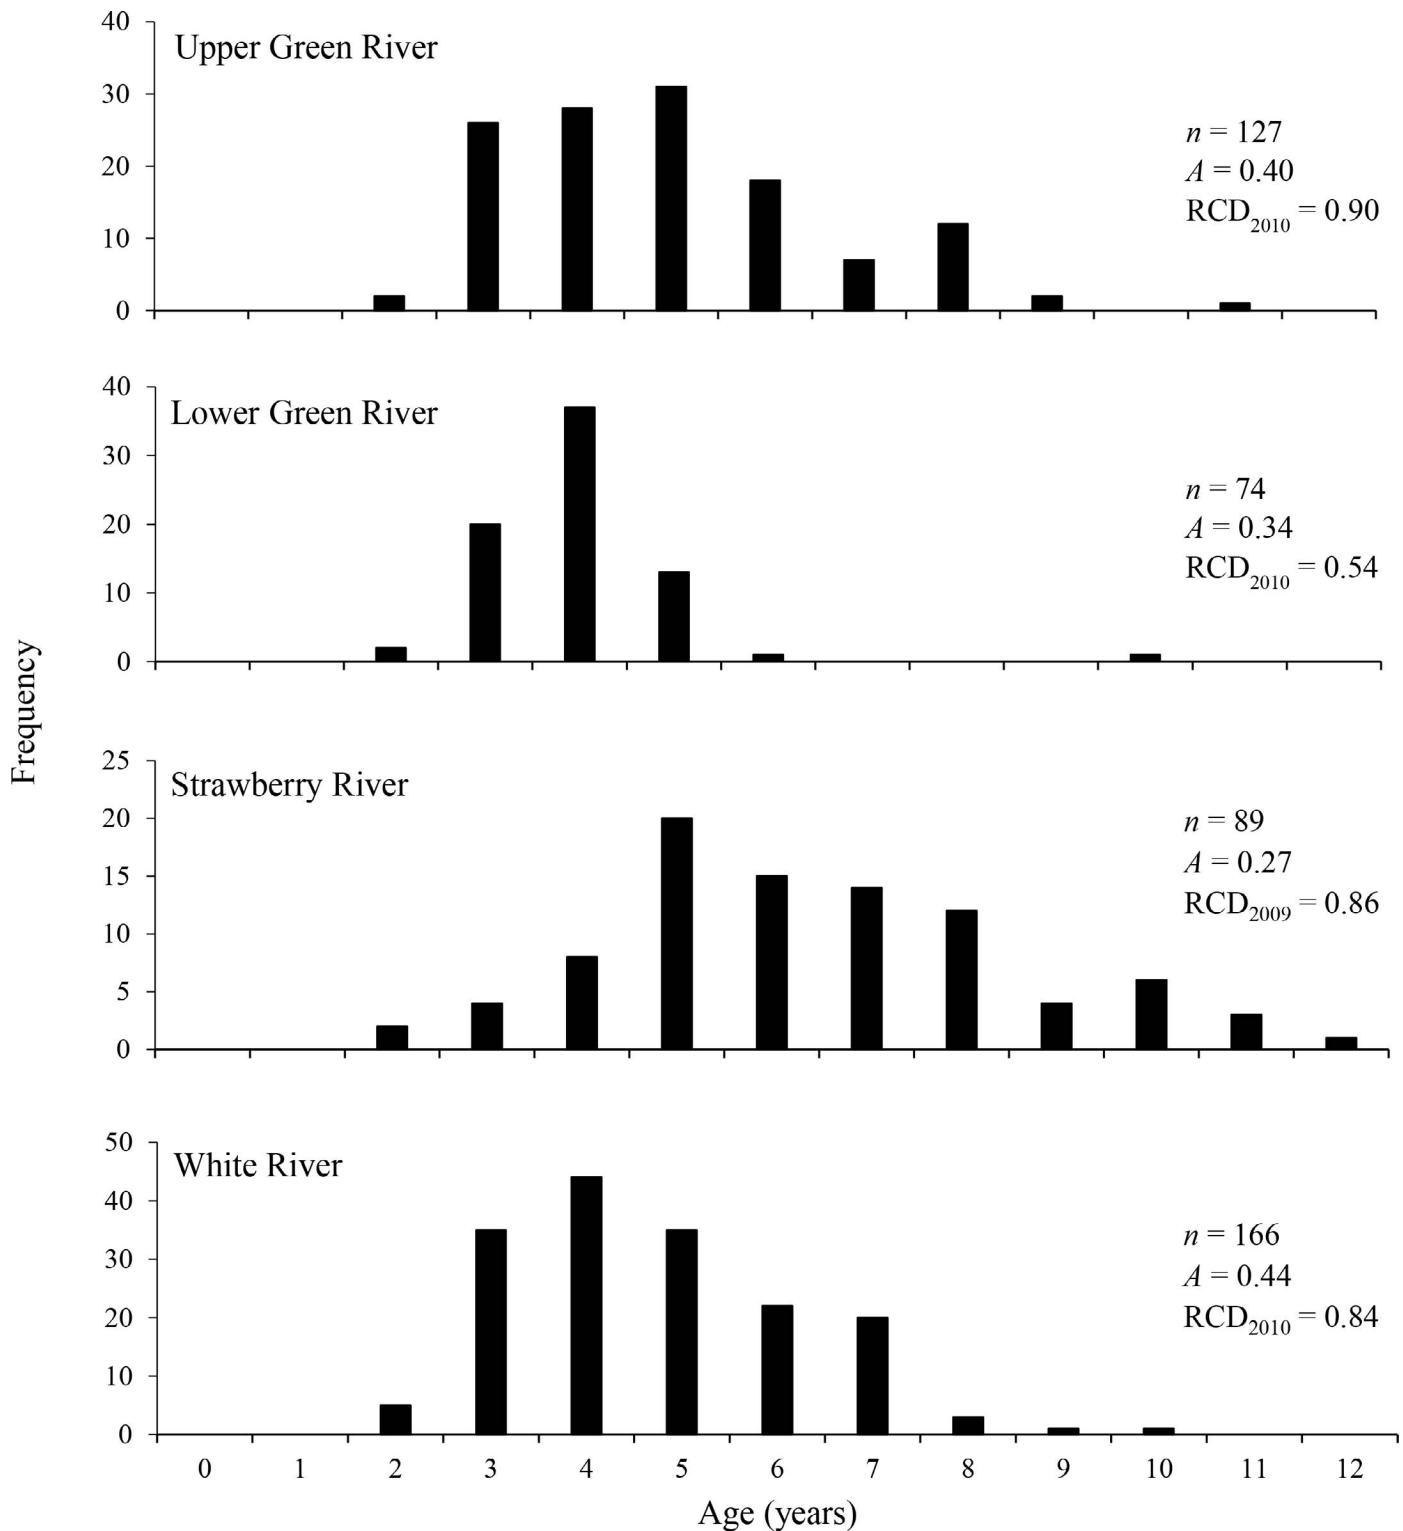 Frequency
40
Upper Green River
30
n = 127
20
A = 0.40
RCD2010 = 0.90
10
0
40
Lower Green River
30
n = 74
20
A = 0.34
RCD2010 = 0.54
10
0
25
Strawberry River
20
n = 89
15
A = 0.27
RCD2009 = 0.86
10
5
0
50
White River
40
n = 166
30
A = 0.44
20
RCD2010 = 0.84
10
0
0 1 2 3 4 5 6 7 8 9 10 11 12
Age (years)